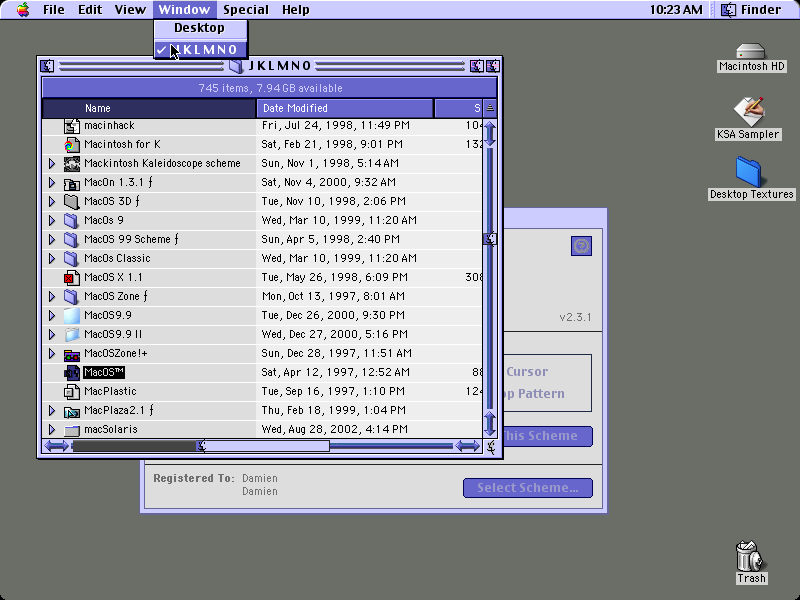 File Edit View Window Special Help 10:23 AM Finder
Desktop
✓ JKLMNO
JKLMNO
745 items, 7.94 GB available
Name Date Modified S
macinhack Fri, Jul 24, 1998, 11:49 PM 104
Macintosh for K Sat, Feb 21, 1998, 9:01 PM 132
Mackintosh Kaleidoscope scheme Sun, Nov 1, 1998, 5:14 AM
MacOn 1.3.1 ƒ Sat, Nov 4, 2000, 9:32 AM
MacOS 3D ƒ Tue, Nov 10, 1998, 2:06 PM
MacOs 9 Wed, Mar 10, 1999, 11:20 AM
MacOS 99 Scheme ƒ Sun, Apr 5, 1998, 2:40 PM
MacOs Classic Wed, Mar 10, 1999, 11:20 AM
MacOS X 1.1 Tue, May 26, 1998, 6:09 PM 308
MacOS Zone ƒ Mon, Oct 13, 1997, 8:01 AM
MacOS9.9 Tue, Dec 26, 2000, 9:30 PM
MacOS9.9 II Wed, Dec 27, 2000, 5:16 PM
MacOSZone!+ Sun, Dec 28, 1997, 11:51 AM
MacOS™ Sat, Apr 12, 1997, 12:52 AM 88
MacPlastic Tue, Sep 16, 1997, 1:10 PM 124
MacPlaza2.1 ƒ Thu, Feb 18, 1999, 1:04 PM
macSolaris Wed, Aug 28, 2002, 4:14 PM
v2.3.1
Cursor
op Pattern
This Scheme
Registered To: Damien
Damien
Select Scheme...
Macintosh HD
KSA Sampler
Desktop Textures
Trash